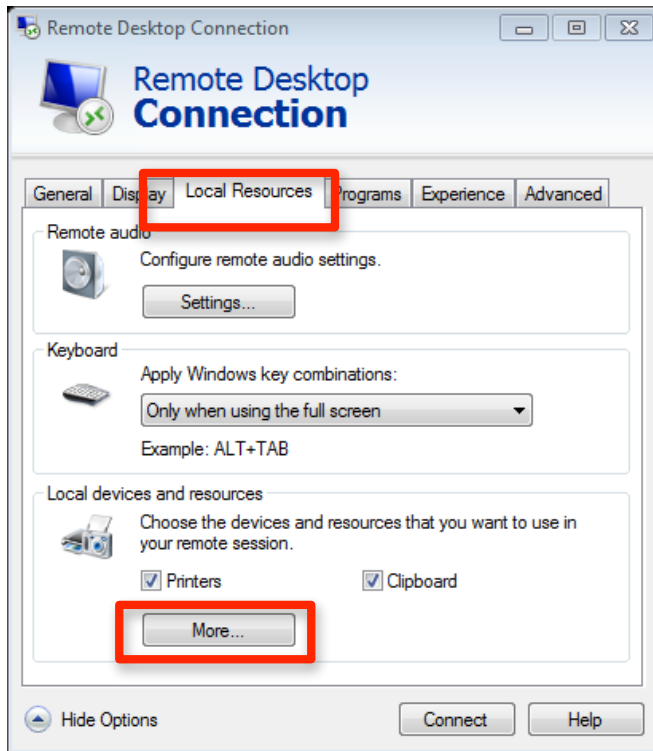 Remote Desktop Connection
Remote Desktop
Connection
General Display Local Resources Programs Experience Advanced
Remote audio
Configure remote audio settings.
Settings...
Keyboard
Apply Windows key combinations:
Only when using the full screen
Example: ALT+TAB
Local devices and resources
Choose the devices and resources that you want to use in
your remote session.
Printers Clipboard
More...
Hide Options Connect Help